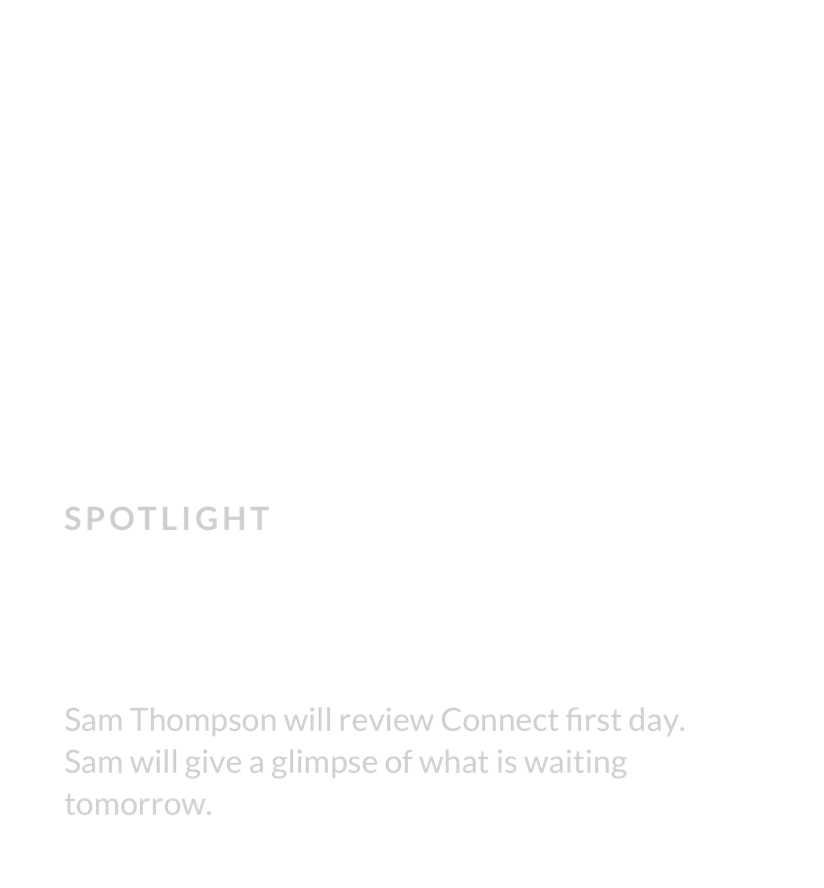 SPOTLIGHT
Sam Thompson will review Connect first day.
Sam will give a glimpse of what is waiting
tomorrow.